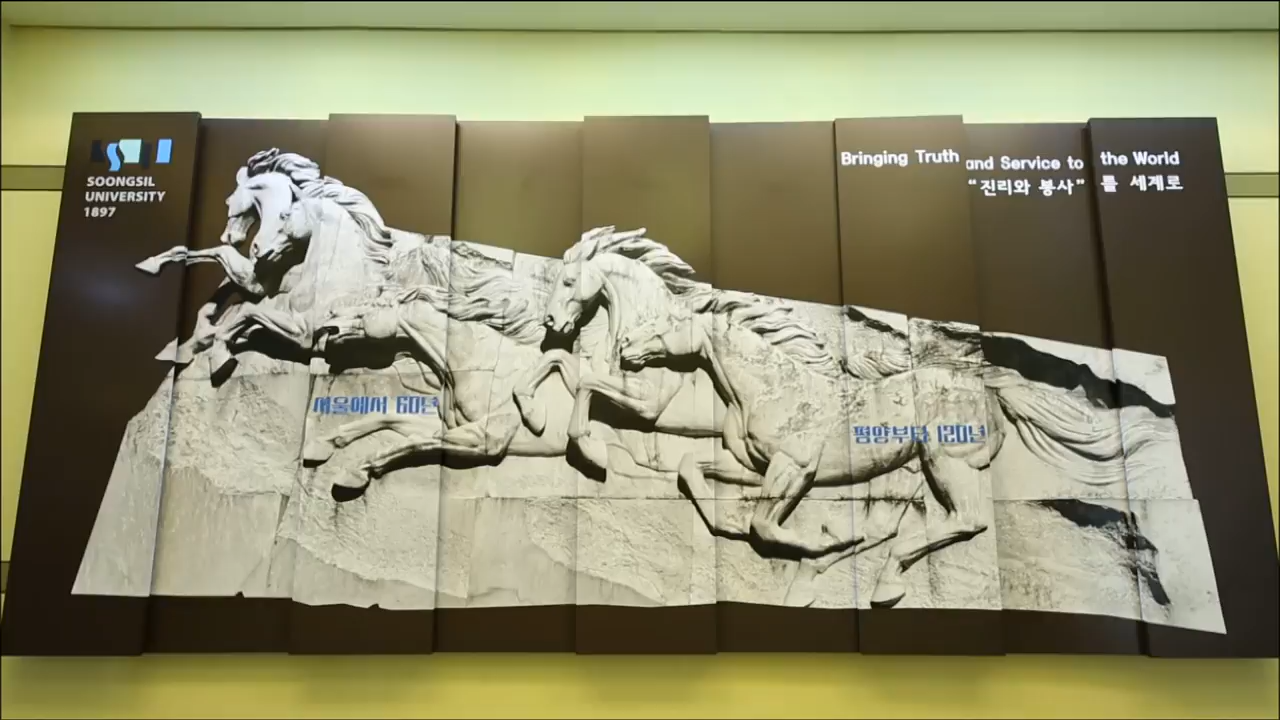 SOONGSIL
UNIVERSITY
1897
Bringing Truth and Service to the World
“진리와 봉사”를 세계로
서울에서 60년
평양부터 120년